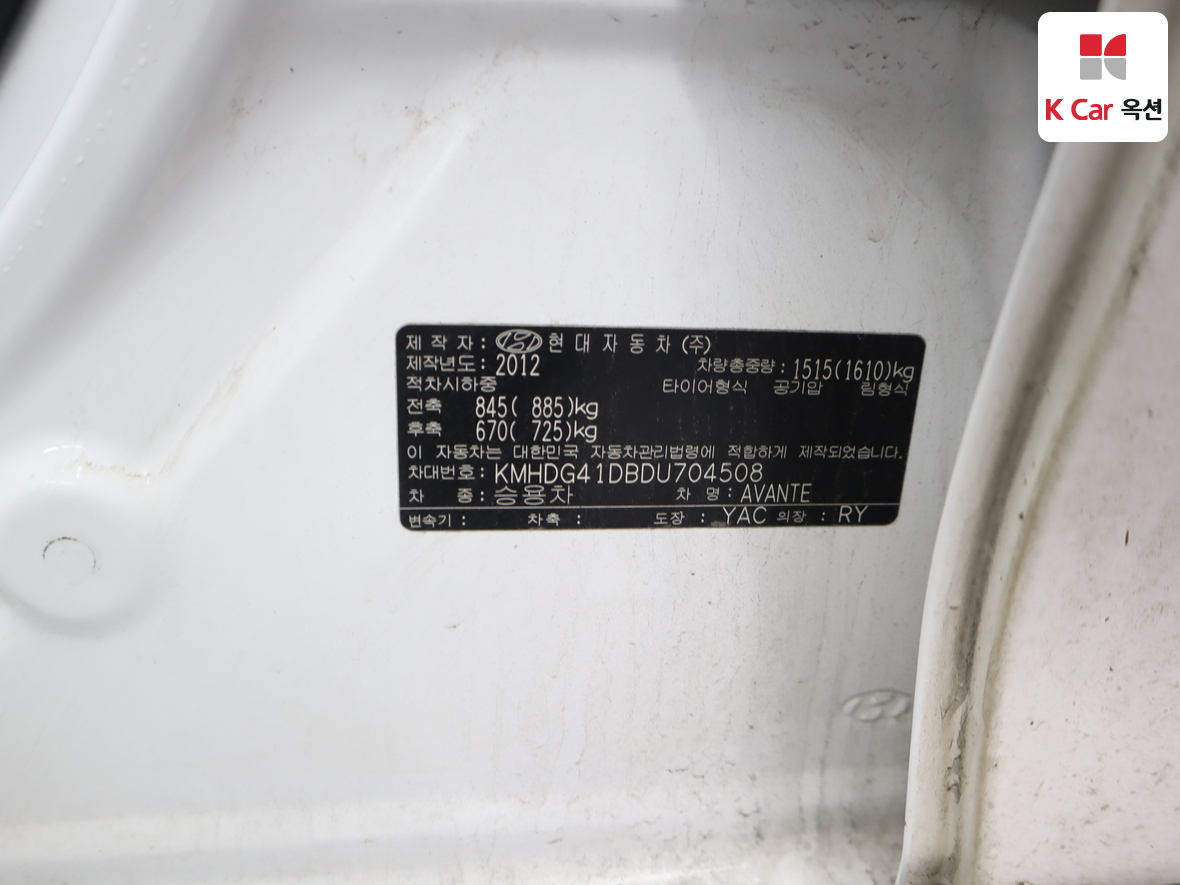 K Car 옥션
제 작 자 : 현 대 자 동 차 (주)
제작년도 : 2012 차량총중량 : 1515(1610)kg
적차시하중 타이어형식 공기압 림형식
전축 845( 885)kg
후축 670( 725)kg
이 자동차는 대한민국 자동차관리법령에 적합하게 제작되었습니다.
차대번호 : KMHDG41DBDU704508
차 종 : 승용차 차 명 : AVANTE
변속기 : 차축 : 도장 : YAC 의장 : RY